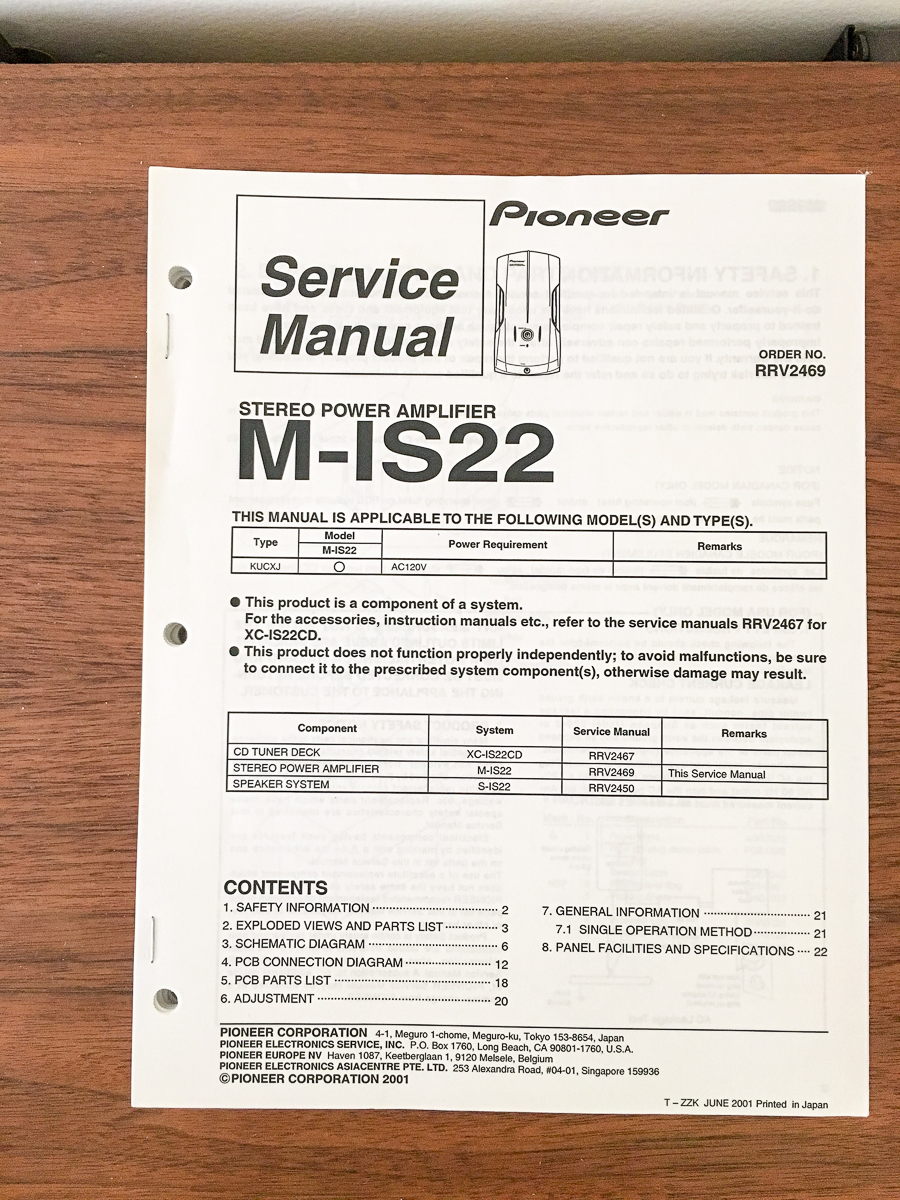 Pioneer
Service
Manual
ORDER NO.
RRV2469
STEREO POWER AMPLIFIER
M-IS22
THIS MANUAL IS APPLICABLE TO THE FOLLOWING MODEL(S) AND TYPE(S).
Type Model Power Requirement Remarks
M-IS22
KUCXJ ○ AC120V
● This product is a component of a system.
For the accessories, instruction manuals etc., refer to the service manuals RRV2467 for
XC-IS22CD.
● This product does not function properly independently; to avoid malfunctions, be sure
to connect it to the prescribed system component(s), otherwise damage may result.
Component System Service Manual Remarks
CD TUNER DECK XC-IS22CD RRV2467
STEREO POWER AMPLIFIER M-IS22 RRV2469 This Service Manual
SPEAKER SYSTEM S-IS22 RRV2450
CONTENTS
1. SAFETY INFORMATION ........................................ 2
2. EXPLODED VIEWS AND PARTS LIST .................... 3
3. SCHEMATIC DIAGRAM ........................................ 6
4. PCB CONNECTION DIAGRAM .............................. 12
5. PCB PARTS LIST ................................................ 18
6. ADJUSTMENT .................................................... 20
7. GENERAL INFORMATION .................................. 21
7.1 SINGLE OPERATION METHOD .................... 21
8. PANEL FACILITIES AND SPECIFICATIONS .... 22
PIONEER CORPORATION 4-1, Meguro 1-chome, Meguro-ku, Tokyo 153-8654, Japan
PIONEER ELECTRONICS SERVICE, INC. P.O. Box 1760, Long Beach, CA 90801-1760, U.S.A.
PIONEER EUROPE NV Haven 1087, Keetberglaan 1, 9120 Melsele, Belgium
PIONEER ELECTRONICS ASIACENTRE PTE. LTD. 253 Alexandra Road, #04-01, Singapore 159936
©PIONEER CORPORATION 2001
T – ZZK JUNE 2001 Printed in Japan